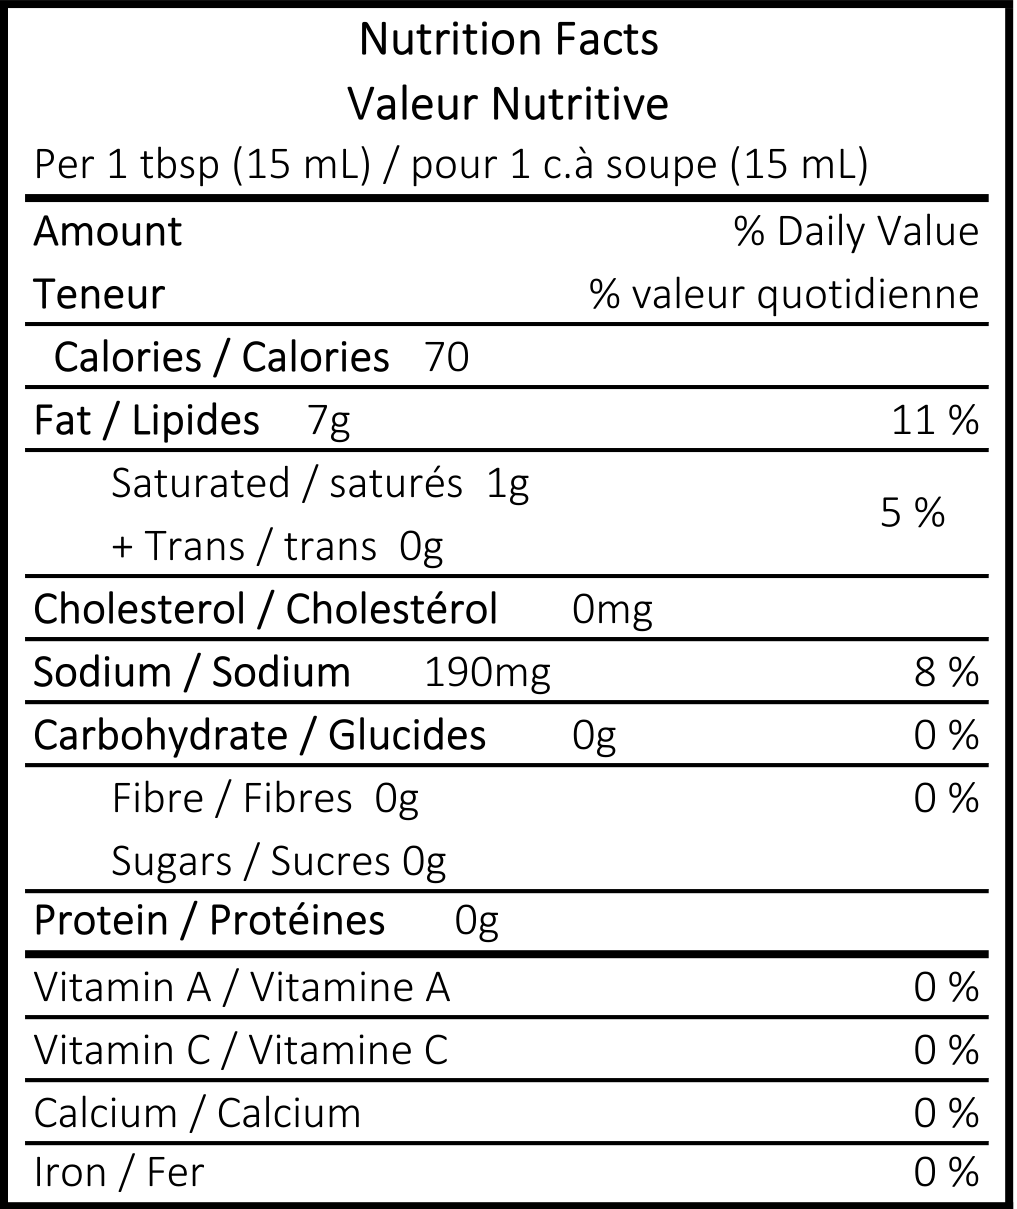 Nutrition Facts
Valeur Nutritive
Per 1 tbsp (15 mL) / pour 1 c.à soupe (15 mL)
Amount % Daily Value
Teneur % valeur quotidienne
Calories / Calories 70
Fat / Lipides 7g 11 %
Saturated / saturés 1g
5 %
+ Trans / trans 0g
Cholesterol / Cholestérol 0mg
Sodium / Sodium 190mg 8 %
Carbohydrate / Glucides 0g 0 %
Fibre / Fibres 0g 0 %
Sugars / Sucres 0g
Protein / Protéines 0g
Vitamin A / Vitamine A 0 %
Vitamin C / Vitamine C 0 %
Calcium / Calcium 0 %
Iron / Fer 0 %